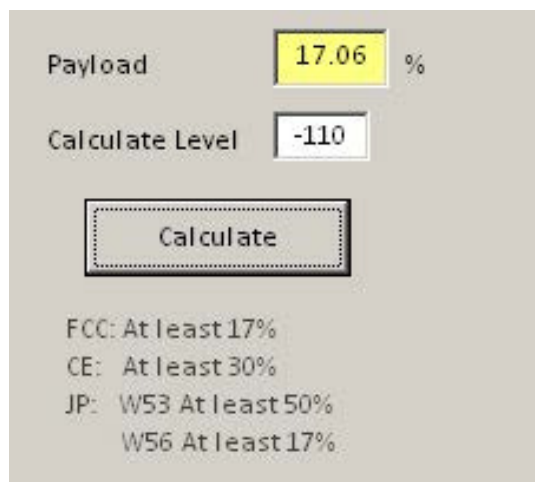 Payload 17.06 %
Calculate Level -110
Calculate
FCC: At least 17%
CE: At least 30%
JP: W53 At least 50%
W56 At least 17%